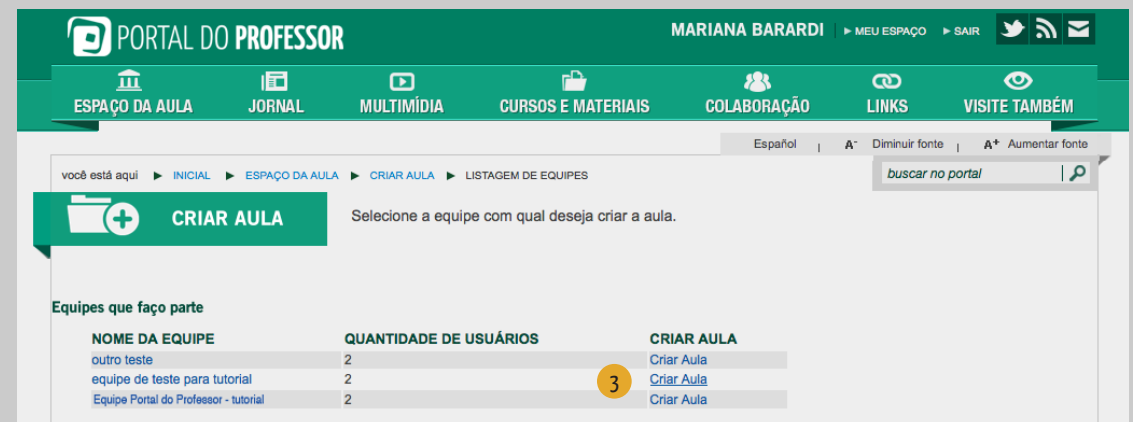 PORTAL DO PROFESSOR
MARIANA BARARDI ► MEU ESPAÇO ► SAIR
ESPAÇO DA AULA JORNAL MULTIMÍDIA CURSOS E MATERIAIS COLABORAÇÃO LINKS VISITE TAMBÉM
Español | A- Diminuir fonte | A+ Aumentar fonte
você está aqui ► INICIAL ► ESPAÇO DA AULA ► CRIAR AULA ► LISTAGEM DE EQUIPES
buscar no portal
CRIAR AULA
Selecione a equipe com qual deseja criar a aula.
Equipes que faço parte
NOME DA EQUIPE QUANTIDADE DE USUÁRIOS CRIAR AULA
outro teste 2 Criar Aula
equipe de teste para tutorial 2 3 Criar Aula
Equipe Portal do Professor - tutorial 2 Criar Aula